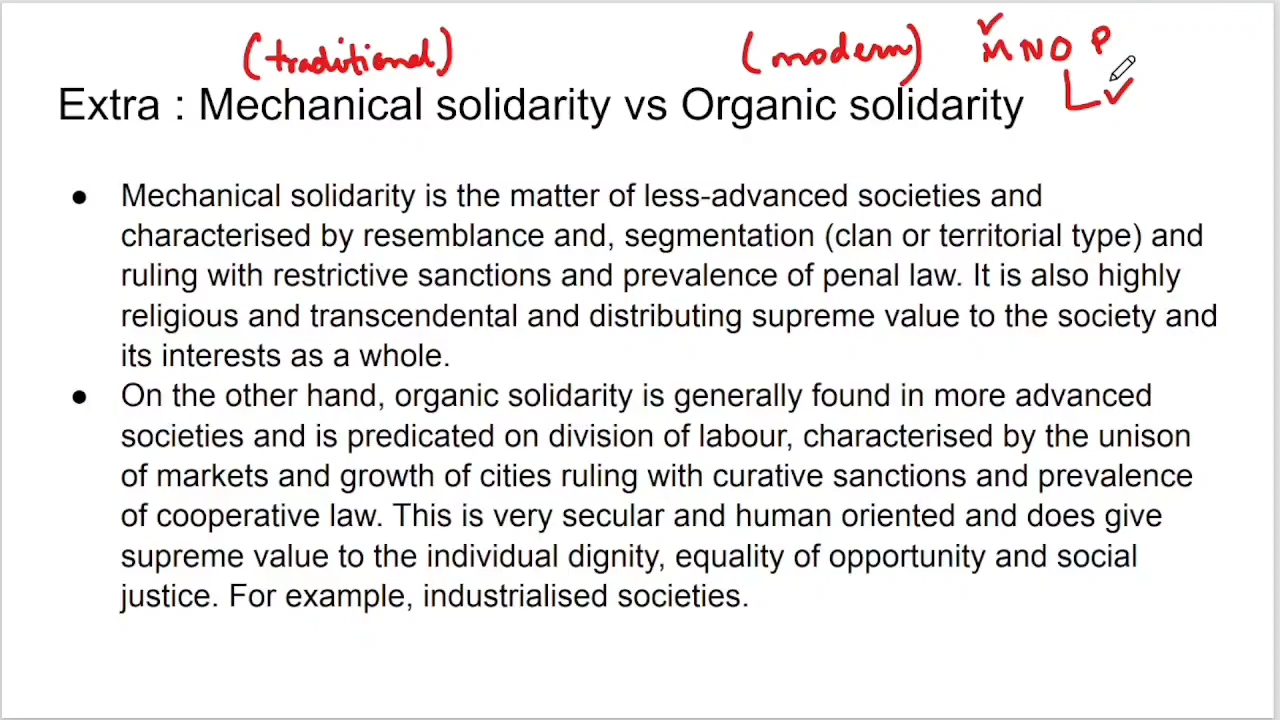 (traditional) (modern) M N O P
Extra : Mechanical solidarity vs Organic solidarity
● Mechanical solidarity is the matter of less-advanced societies and
characterised by resemblance and, segmentation (clan or territorial type) and
ruling with restrictive sanctions and prevalence of penal law. It is also highly
religious and transcendental and distributing supreme value to the society and
its interests as a whole.
● On the other hand, organic solidarity is generally found in more advanced
societies and is predicated on division of labour, characterised by the unison
of markets and growth of cities ruling with curative sanctions and prevalence
of cooperative law. This is very secular and human oriented and does give
supreme value to the individual dignity, equality of opportunity and social
justice. For example, industrialised societies.